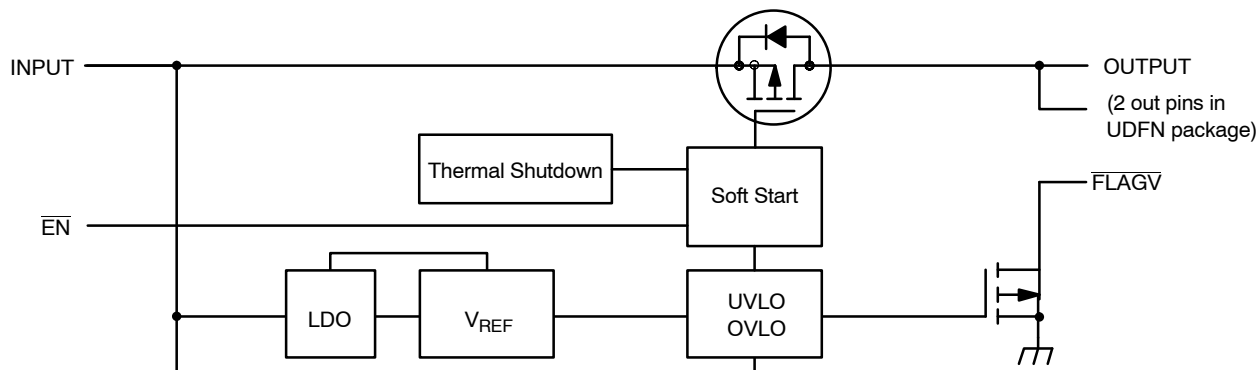 INPUT
OUTPUT
(2 out pins in
UDFN package)
Thermal Shutdown
Soft Start
FLAGV
EN
LDO
VREF
UVLO
OVLO